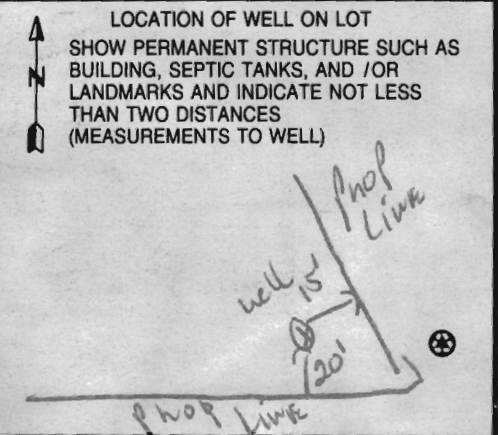 LOCATION OF WELL ON LOT
SHOW PERMANENT STRUCTURE SUCH AS
BUILDING, SEPTIC TANKS, AND /OR
LANDMARKS AND INDICATE NOT LESS
THAN TWO DISTANCES
(MEASUREMENTS TO WELL)
N
Prop
Line
well 15'
20'
Prop Line